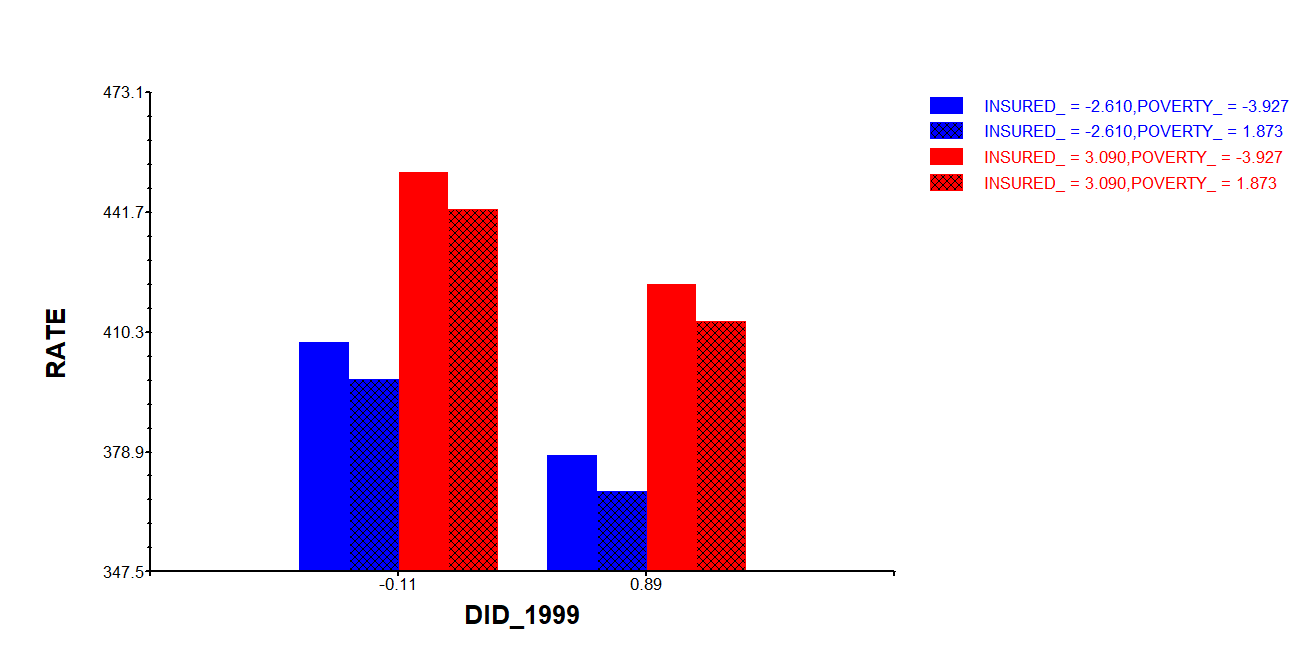 473.1
441.7
410.3
378.9
347.5
RATE
-0.11
0.89
DID_1999
INSURED_ = -2.610,POVERTY_ = -3.927
INSURED_ = -2.610,POVERTY_ = 1.873
INSURED_ = 3.090,POVERTY_ = -3.927
INSURED_ = 3.090,POVERTY_ = 1.873